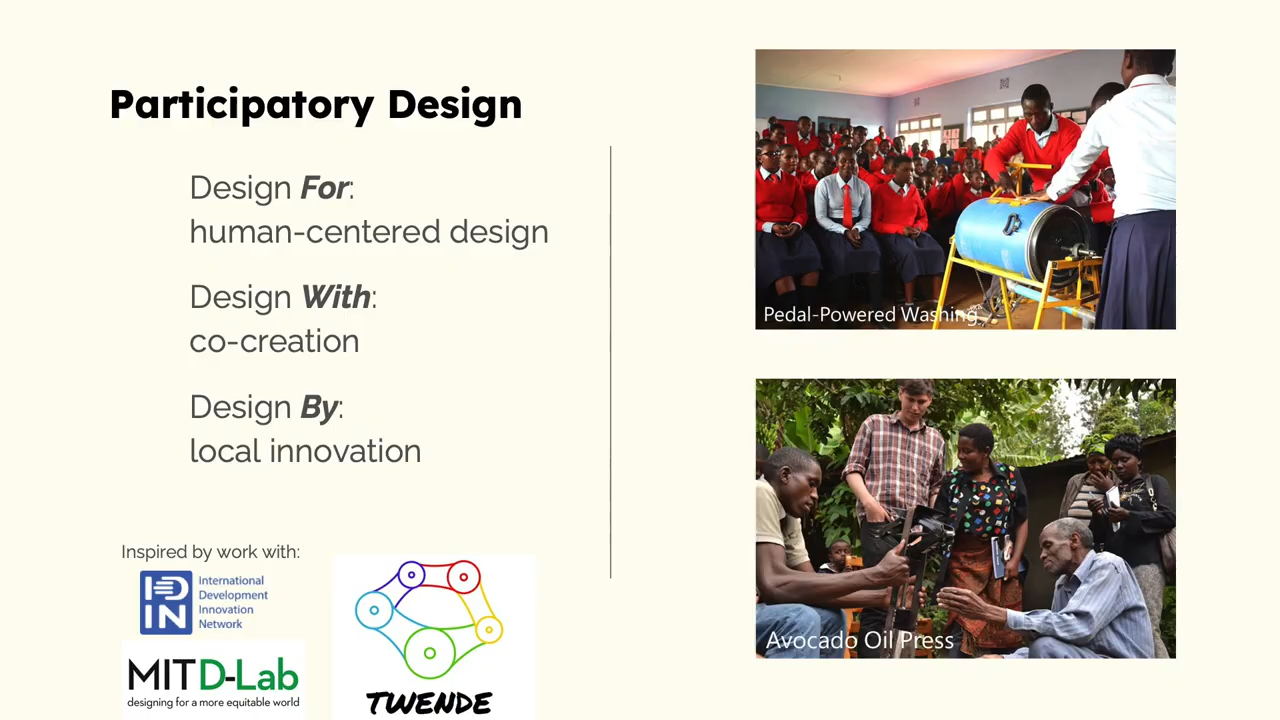 Participatory Design
Design For:
human-centered design
Design With:
co-creation
Design By:
local innovation
Inspired by work with:
IDIN
International
Development
Innovation
Network
MIT D-Lab
designing for a more equitable world
TWENDE
Pedal-Powered Washing
Avocado Oil Press